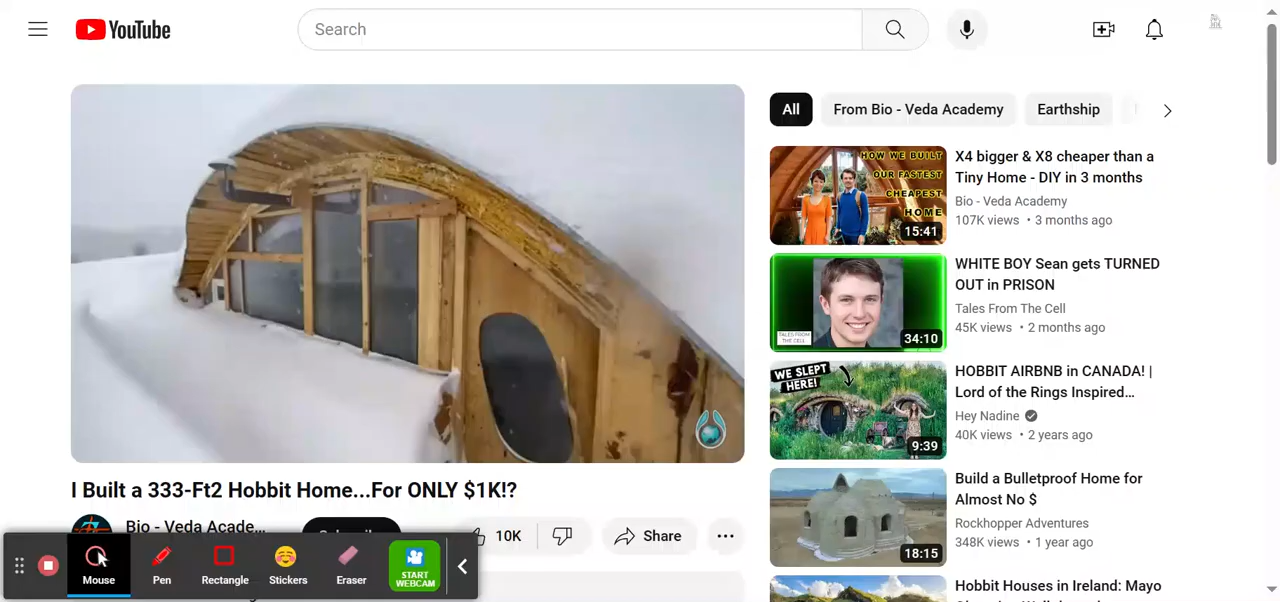 YouTube
Search
All
From Bio - Veda Academy
Earthship
HOW WE BUILT
OUR FASTEST
CHEAPEST
HOME
15:41
X4 bigger & X8 cheaper than a
Tiny Home - DIY in 3 months
Bio - Veda Academy
107K views • 3 months ago
TALES FROM
THE CELL
34:10
WHITE BOY Sean gets TURNED
OUT in PRISON
Tales From The Cell
45K views • 2 months ago
WE SLEPT
HERE!
9:39
HOBBIT AIRBNB in CANADA! |
Lord of the Rings Inspired…
Hey Nadine
40K views • 2 years ago
18:15
Build a Bulletproof Home for
Almost No $
Rockhopper Adventures
348K views • 1 year ago
Hobbit Houses in Ireland: Mayo
I Built a 333-Ft2 Hobbit Home...For ONLY $1K!?
Bio - Veda Acade…
10K
Share
Mouse
Pen
Rectangle
Stickers
Eraser
START
WEBCAM